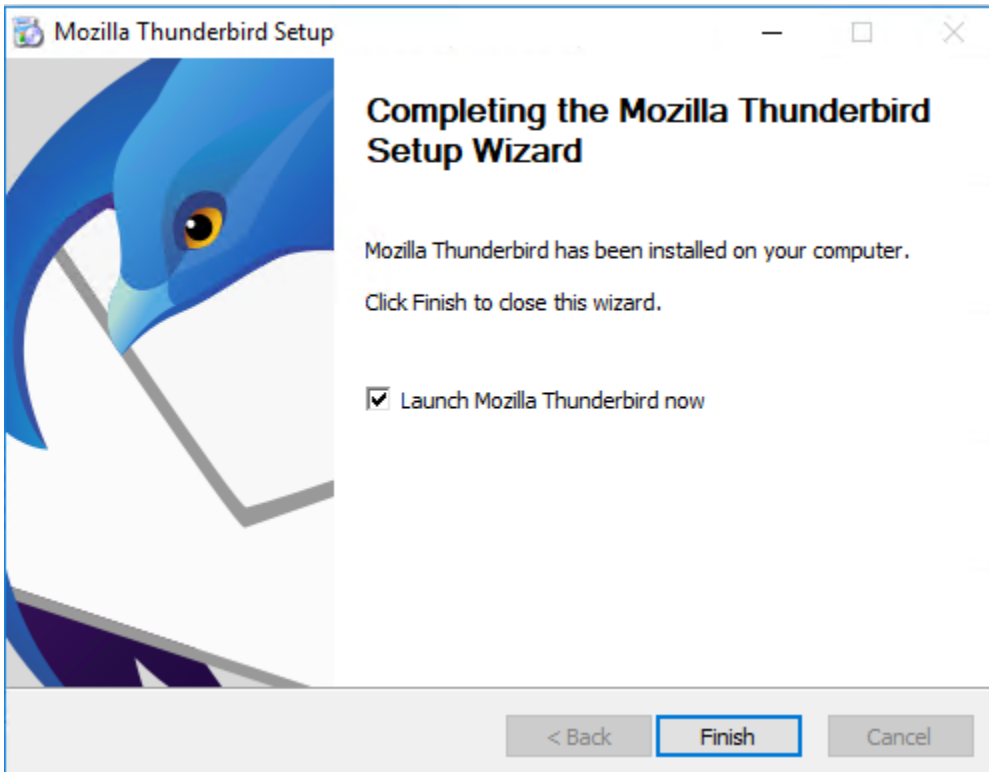 Mozilla Thunderbird Setup
Completing the Mozilla Thunderbird
Setup Wizard
Mozilla Thunderbird has been installed on your computer.
Click Finish to close this wizard.
Launch Mozilla Thunderbird now
< Back Finish Cancel